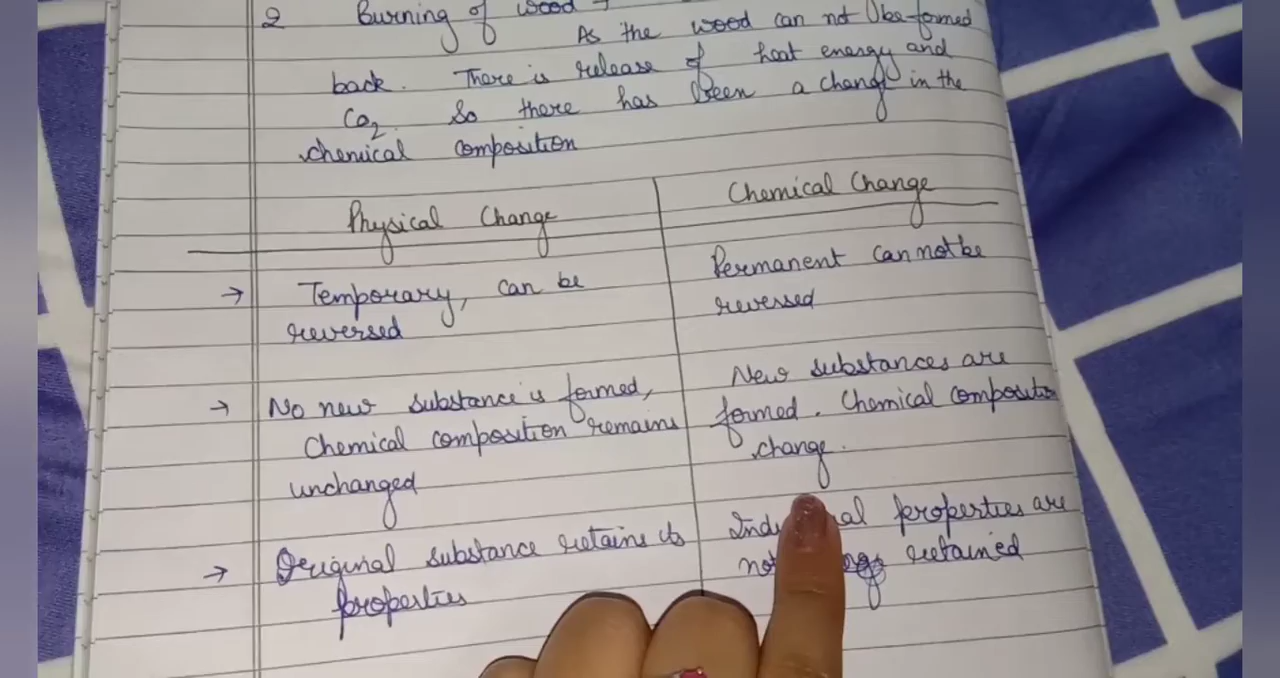 2 Burning of wood →
As the wood can not be formed
back. There is release of heat energy and
CO2. So there has been a change in the
chemical composition
Physical Change
Chemical Change
→ Temporary, can be
reversed
Permanent can not be
reversed
→ No new substance is formed,
Chemical composition remains
unchanged
New substances are
formed. Chemical composition
change.
→ Original substance retains its
properties
properties are
retained